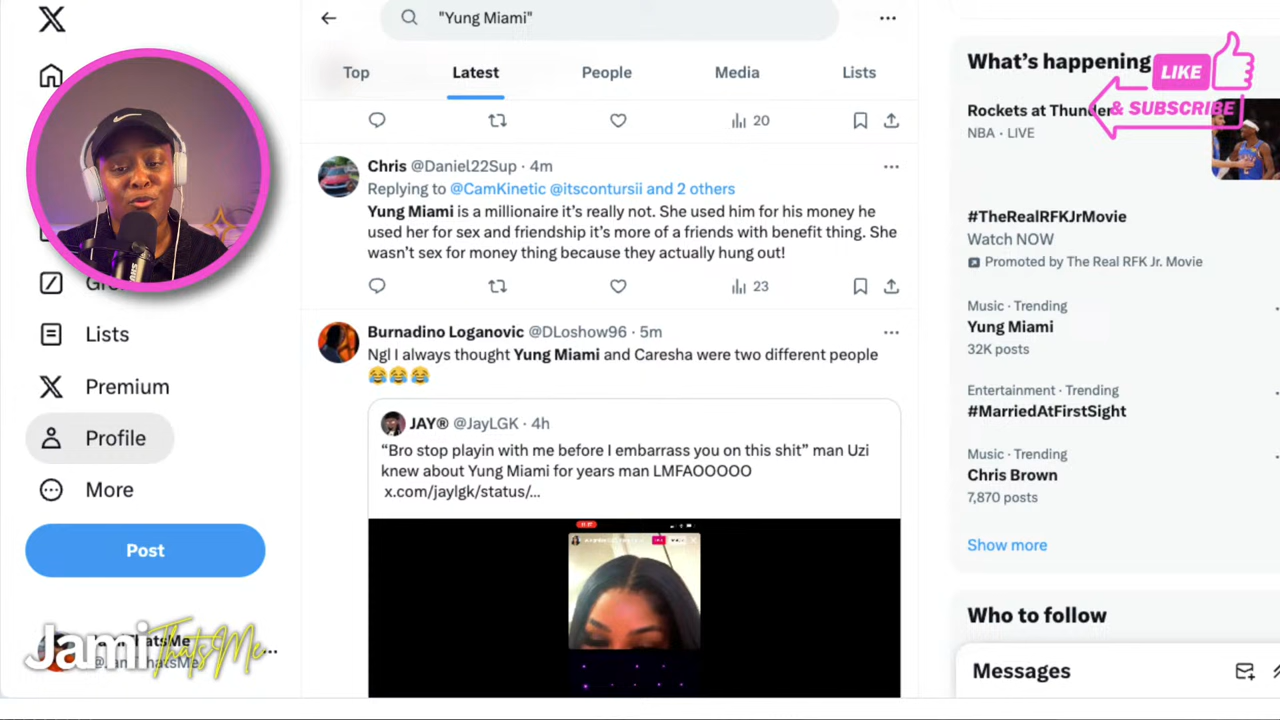 "Yung Miami"
Top
Latest
People
Media
Lists
20
Chris @Daniel22Sup · 4m
Replying to @CamKinetic @itscontursii and 2 others
Yung Miami is a millionaire it's really not. She used him for his money he
used her for sex and friendship it's more of a friends with benefit thing. She
wasn't sex for money thing because they actually hung out!
23
Burnadino Loganovic @DLoshow96 · 5m
Ngl I always thought Yung Miami and Caresha were two different people
😂😂😂
JAY® @JayLGK · 4h
“Bro stop playin with me before I embarrass you on this shit” man Uzi
knew about Yung Miami for years man LMFAOOOOO
x.com/jaylgk/status/...
Lists
Premium
Profile
More
Post
JamiThatsMe
What's happening
LIKE
& SUBSCRIBE
Rockets at Thunder
NBA · LIVE
#TheRealRFKJrMovie
Watch NOW
Promoted by The Real RFK Jr. Movie
Music · Trending
Yung Miami
32K posts
Entertainment · Trending
#MarriedAtFirstSight
Music · Trending
Chris Brown
7,870 posts
Show more
Who to follow
Messages